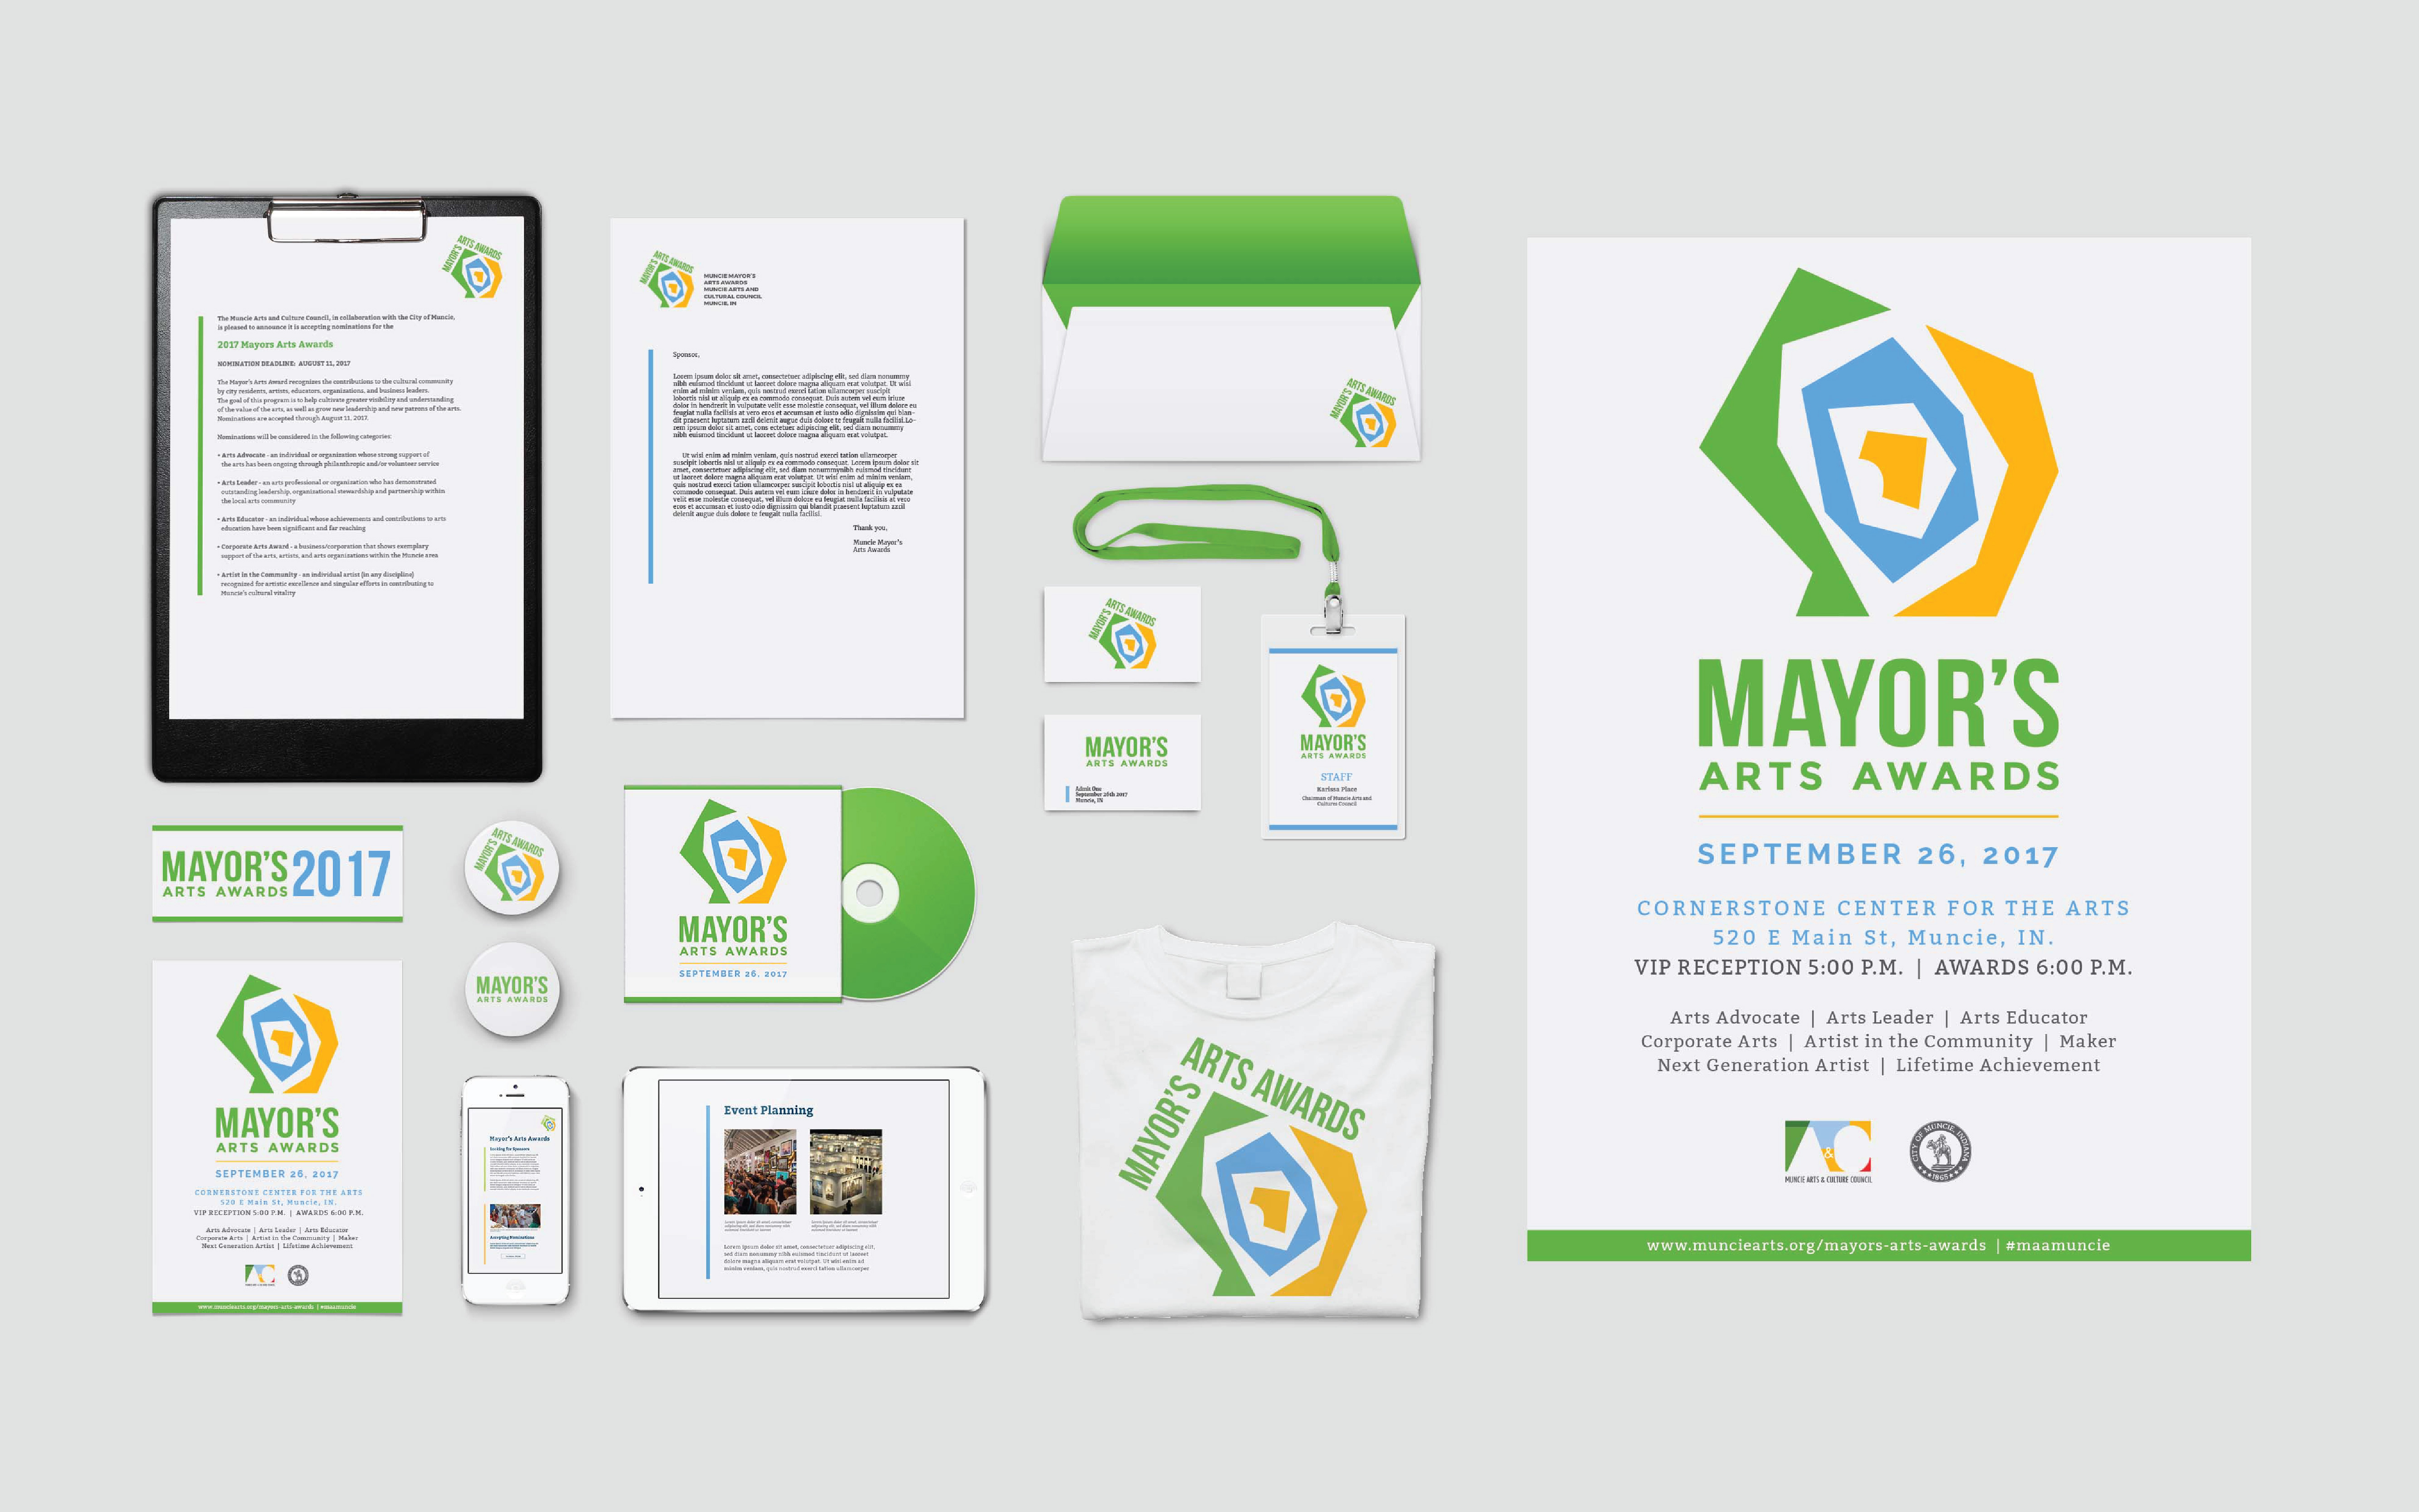 ARTS AWARDS
MAYOR'S
The Muncie Arts and Culture Council, in collaboration with the City of Muncie,
is pleased to announce it is accepting nominations for the
2017 Mayors Arts Awards
NOMINATION DEADLINE: AUGUST 11, 2017
The Mayor's Arts Award recognizes the contributions to the cultural community
by city residents, artists, educators, organizations, and business leaders.
The goal of this program is to help cultivate greater visibility and understanding
of the value of the arts, as well as grow new leadership and new patrons of the arts.
Nominations are accepted through August 11, 2017.
Nominations will be considered in the following categories:
• Arts Advocate - an individual or organization whose strong support of
the arts has been ongoing through philanthropic and/or volunteer service
• Arts Leader - an arts professional or organization who has demonstrated
outstanding leadership, organizational stewardship and partnership within
the local arts community
• Arts Educator - an individual whose achievements and contributions to arts
education have been significant and far reaching
• Corporate Arts Award - a business/corporation that shows exemplary
support of the arts, artists, and arts organizations within the Muncie area
• Artist in the Community - an individual artist (in any discipline)
recognized for artistic excellence and singular efforts in contributing to
Muncie's cultural vitality
ARTS AWARDS
MAYOR'S
MUNCIE MAYOR'S
ARTS AWARDS
MUNCIE ARTS AND
CULTURAL COUNCIL
MUNCIE, IN
Sponsor,
Lorem ipsum dolor sit amet, consectetuer adipiscing elit, sed diam nonummy
nibh euismod tincidunt ut laoreet dolore magna aliquam erat volutpat. Ut wisi
enim ad minim veniam, quis nostrud exerci tation ullamcorper suscipit
lobortis nisl ut aliquip ex ea commodo consequat. Duis autem vel eum iriure
dolor in hendrerit in vulputate velit esse molestie consequat, vel illum dolore eu
feugiat nulla facilisis at vero eros et accumsan et iusto odio dignissim qui blan-
dit praesent luptatum zzril delenit augue duis dolore te feugait nulla facilisi.Lo-
rem ipsum dolor sit amet, cons ectetuer adipiscing elit, sed diam nonummy
nibh euismod tincidunt ut laoreet dolore magna aliquam erat volutpat.
Ut wisi enim ad minim veniam, quis nostrud exerci tation ullamcorper
suscipit lobortis nisl ut aliquip ex ea commodo consequat. Lorem ipsum dolor sit
amet, consectetuer adipiscing elit, sed diam nonummynibh euismod tincidunt
ut laoreet dolore magna aliquam erat volutpat. Ut wisi enim ad minim veniam,
quis nostrud exerci tation ullamcorper suscipit lobortis nisl ut aliquip ex ea
commodo consequat. Duis autem vel eum iriure dolor in hendrerit in vulputate
velit esse molestie consequat, vel illum dolore eu feugiat nulla facilisis at vero
eros et accumsan et iusto odio dignissim qui blandit praesent luptatum zzril
delenit augue duis dolore te feugait nulla facilisi.
Thank you,
Muncie Mayor's
Arts Awards
ARTS AWARDS
MAYOR'S
ARTS AWARDS
MAYOR'S
MAYOR'S
ARTS AWARDS
Admit One
September 26th 2017
Muncie, IN
MAYOR'S
ARTS AWARDS
STAFF
Karissa Place
Chairman of Muncie Arts and
Cultures Council
MAYOR'S
ARTS AWARDS
2017
ARTS AWARDS
MAYOR'S
MAYOR'S
ARTS AWARDS
MAYOR'S
ARTS AWARDS
SEPTEMBER 26, 2017
MAYOR'S
ARTS AWARDS
SEPTEMBER 26, 2017
CORNERSTONE CENTER FOR THE ARTS
520 E Main St, Muncie, IN.
VIP RECEPTION 5:00 P.M. | AWARDS 6:00 P.M.
Arts Advocate | Arts Leader | Arts Educator
Corporate Arts | Artist in the Community | Maker
Next Generation Artist | Lifetime Achievement
www.munciearts.org/mayors-arts-awards | #maamuncie
Mayor's Arts Awards
Inviting for Sponsors
Accepting Nominations
Event Planning
Lorem ipsum dolor sit amet, consectetuer adipiscing elit,
sed diam nonummy nibh euismod tincidunt ut laoreet
dolore magna aliquam erat volutpat. Ut wisi enim ad
minim veniam, quis nostrud exerci tation ullamcorper
ARTS AWARDS
MAYOR'S
MAYOR'S
ARTS AWARDS
SEPTEMBER 26, 2017
CORNERSTONE CENTER FOR THE ARTS
520 E Main St, Muncie, IN.
VIP RECEPTION 5:00 P.M. | AWARDS 6:00 P.M.
Arts Advocate | Arts Leader | Arts Educator
Corporate Arts | Artist in the Community | Maker
Next Generation Artist | Lifetime Achievement
A&C
MUNCIE ARTS & CULTURE COUNCIL
CITY OF MUNCIE, INDIANA
1865
www.munciearts.org/mayors-arts-awards | #maamuncie